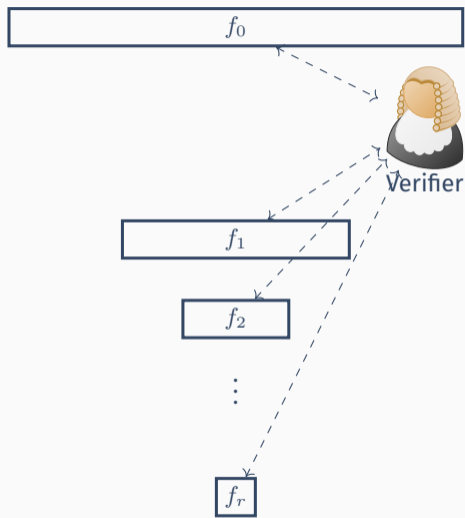 f₀
Verifier
f₁
f₂
⋮
fᵣ